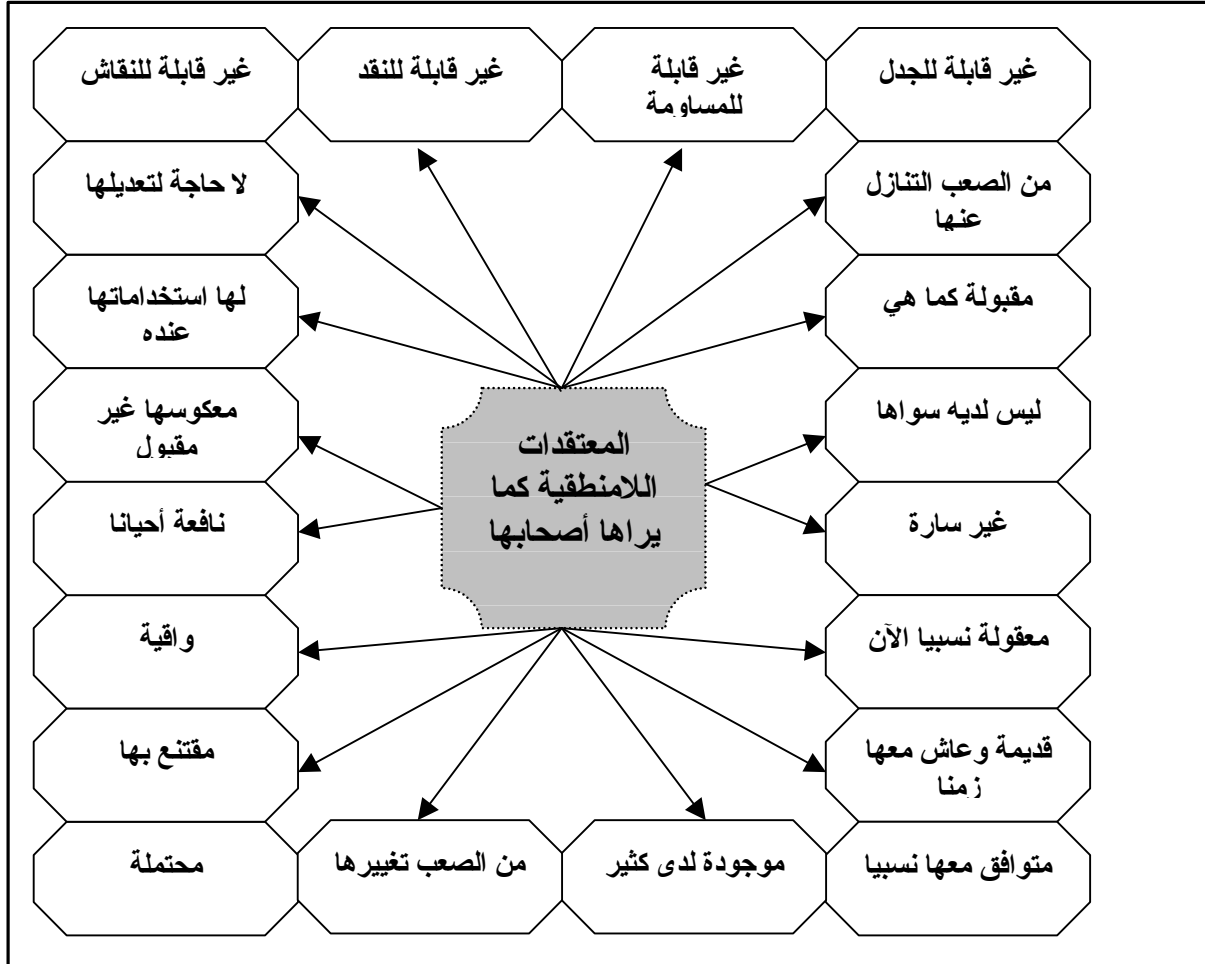 غير قابلة للجدل
غير قابلة
للمساومة
غير قابلة للنقد
غير قابلة للنقاش
من الصعب التنازل
عنها
لا حاجة لتعديلها
مقبولة كما هي
لها استخداماتها
عنده
ليس لديه سواها
معكوسها غير
مقبول
المعتقدات
اللامنطقية كما
يراها أصحابها
غير سارة
نافعة أحيانا
معقولة نسبيا الآن
واقية
قديمة وعاش معها
زمنا
مقتنع بها
متوافق معها نسبيا
موجودة لدى كثير
من الصعب تغييرها
محتملة